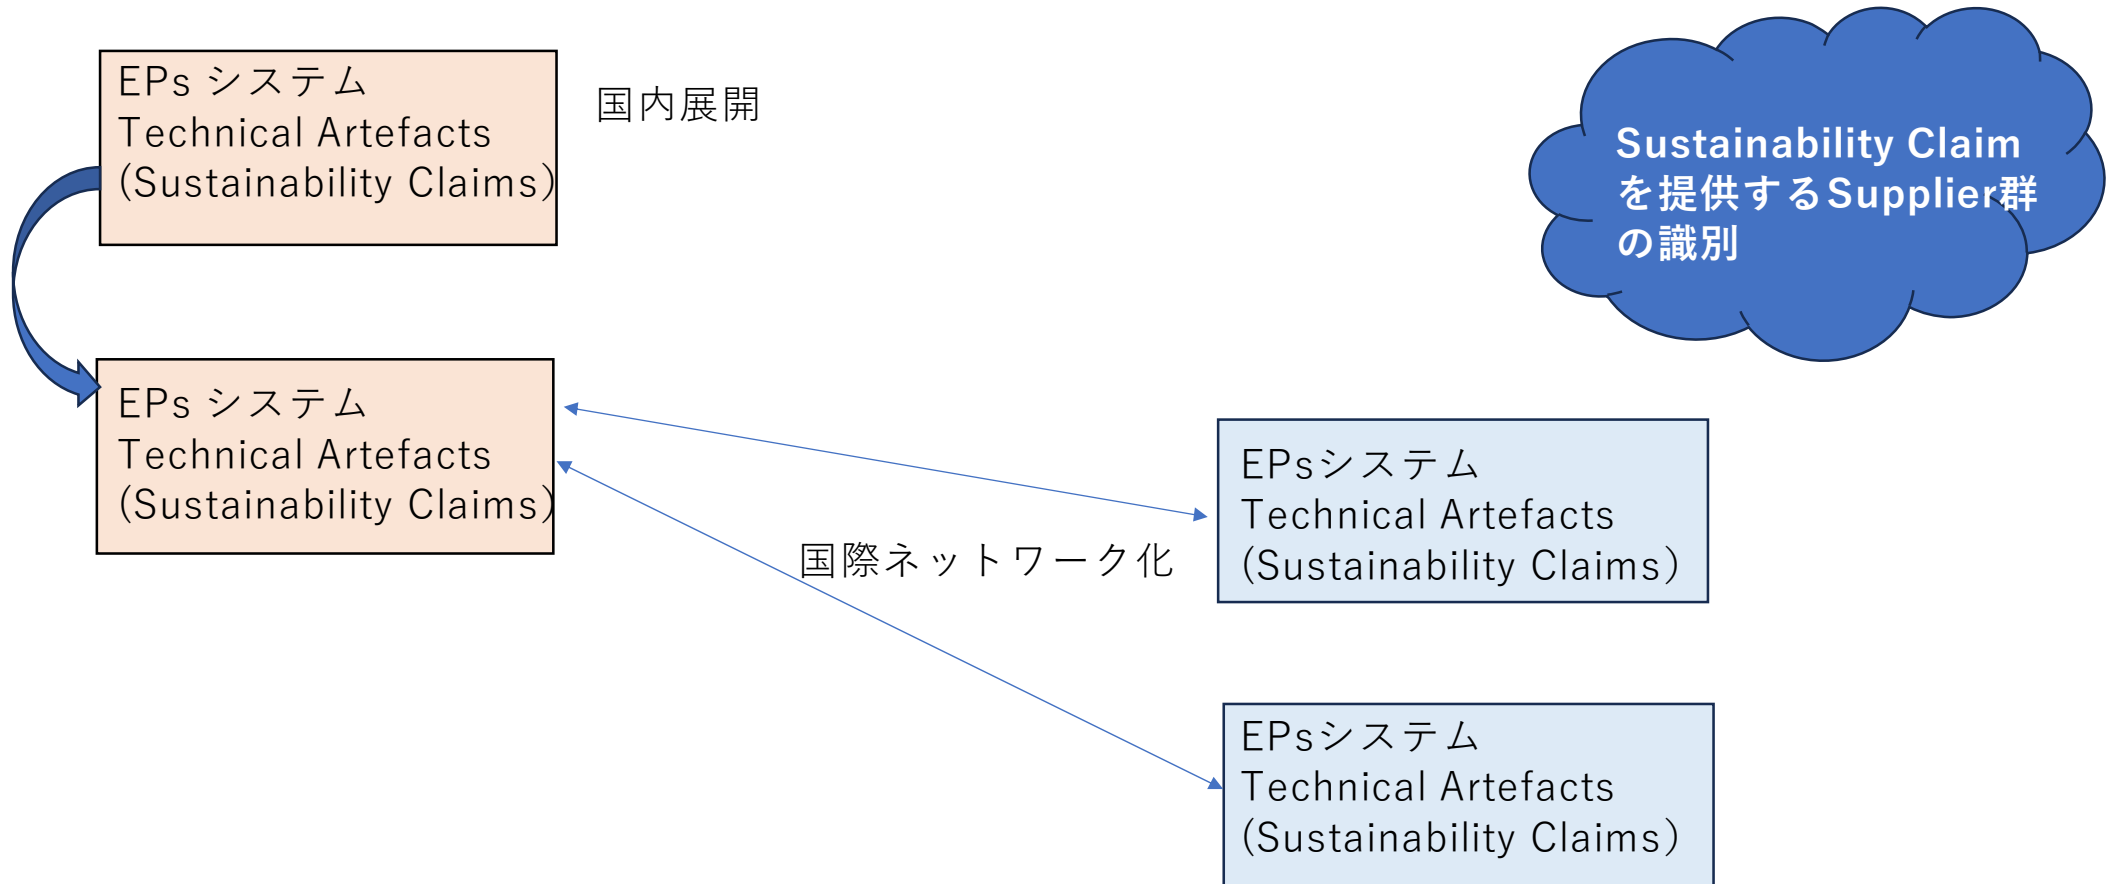 EPs システム
Technical Artefacts
(Sustainability Claims）
国内展開
Sustainability Claim
を提供するSupplier群
の識別
EPs システム
Technical Artefacts
(Sustainability Claims）
国際ネットワーク化
EPsシステム
Technical Artefacts
(Sustainability Claims）
EPsシステム
Technical Artefacts
(Sustainability Claims）